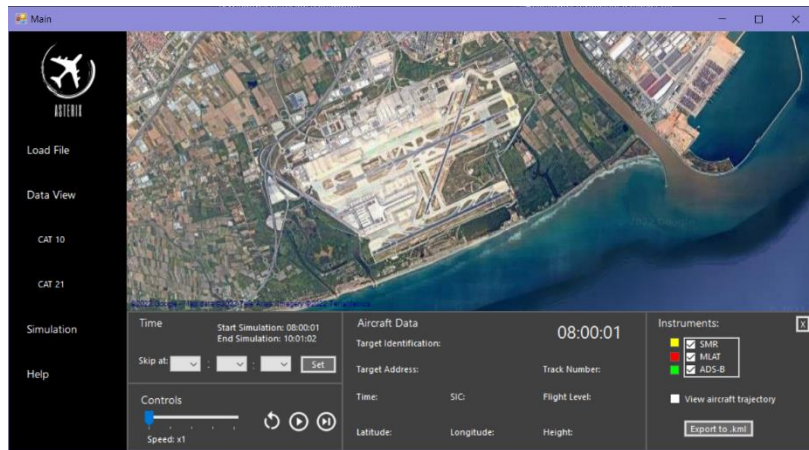 Main
ASTERIX
Load File
Data View
CAT 10
CAT 21
Simulation
Help
Time
Start Simulation: 08:00:01
End Simulation: 10:01:02
Skip at:
:
:
Set
Controls
Speed: x1
Aircraft Data
08:00:01
Target Identification:
Target Address:
Track Number:
Time:
SIC:
Flight Level:
Latitude:
Longitude:
Height:
Instruments:
X
SMR
MLAT
ADS-B
View aircraft trajectory
Export to .kml